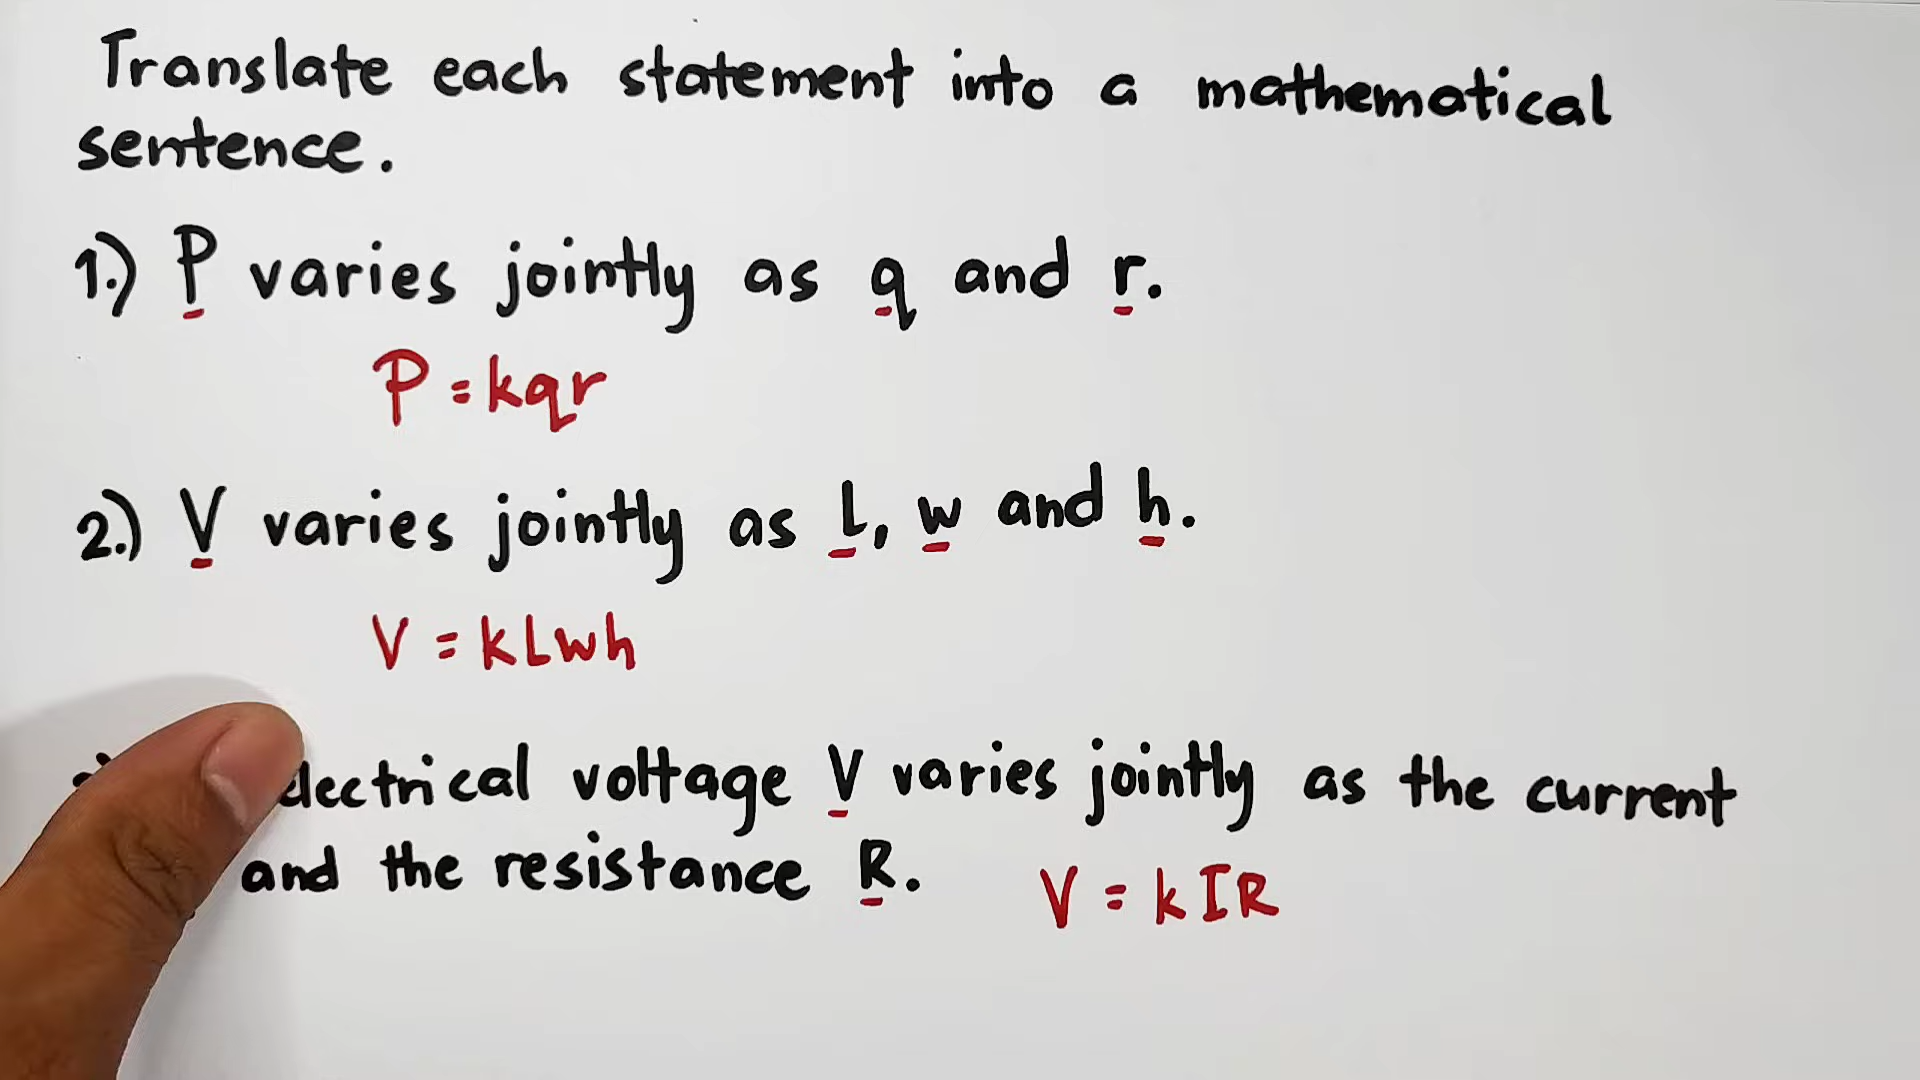 Translate each statement into a mathematical
sentence.
1.) P varies jointly as q and r.
P = kqr
2.) V varies jointly as L, w and h.
V = kLwh
electrical voltage V varies jointly as the current
and the resistance R.
V = kIR